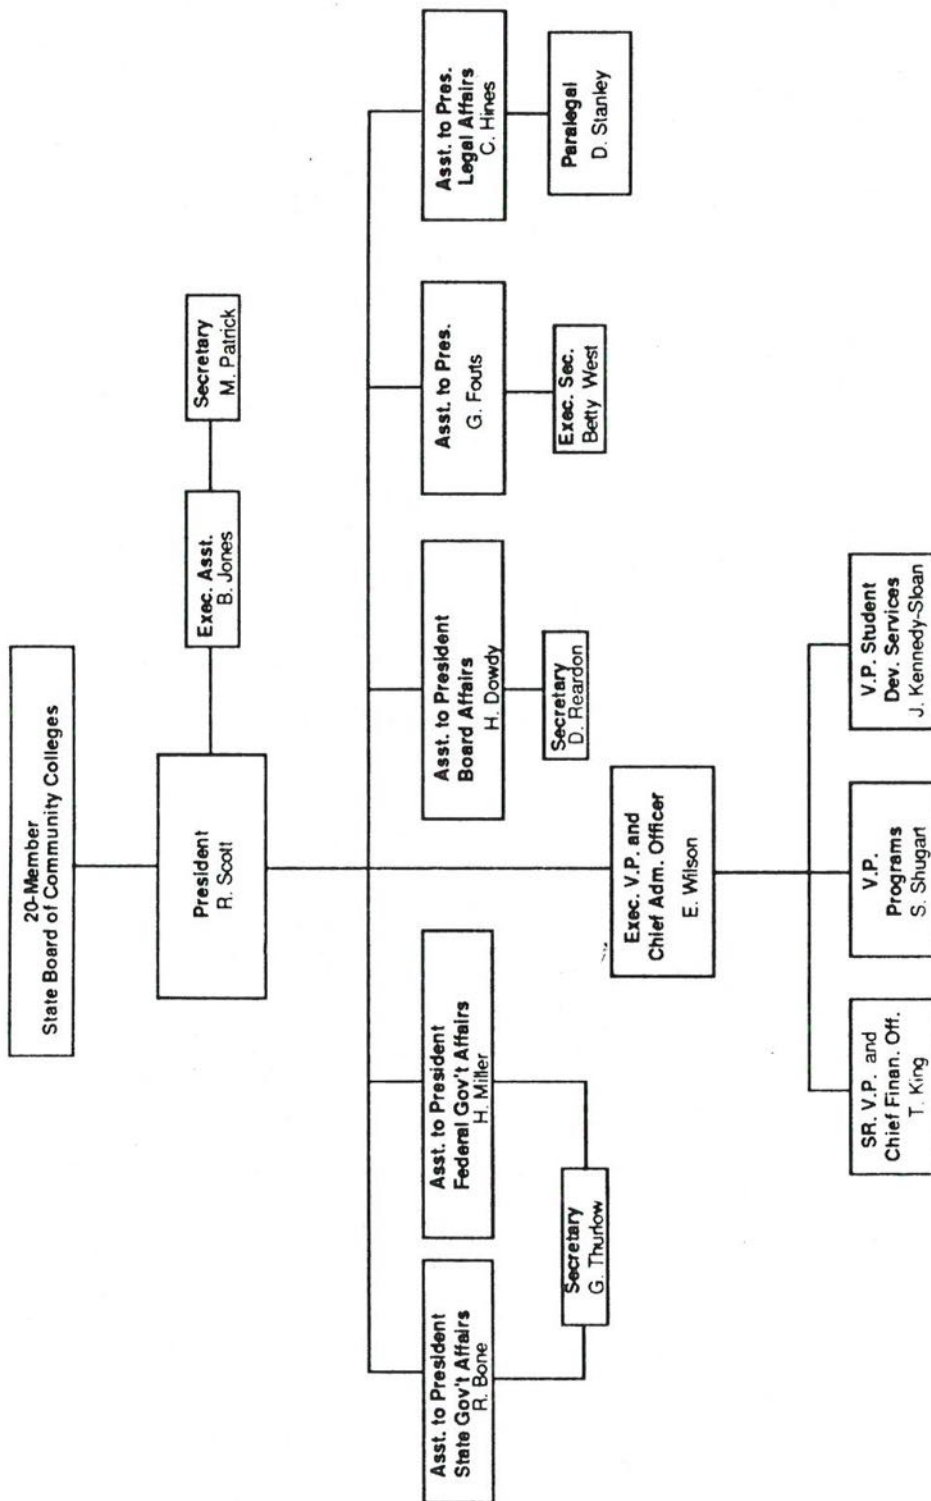 20-Member
State Board of Community Colleges
President
R. Scott
Exec. Asst.
B. Jones
Secretary
M. Patrick
Asst. to President
State Gov't Affairs
R. Bone
Asst. to President
Federal Gov't Affairs
H. Miller
Asst. to President
Board Affairs
H. Dowdy
Asst. to Pres.
G. Fouts
Asst. to Pres.
Legal Affairs
C. Hines
Secretary
G. Thurlow
Secretary
D. Reardon
Exec. Sec.
Betty West
Paralegal
D. Stanley
Exec. V.P. and
Chief Adm. Officer
E. Wilson
SR. V.P. and
Chief Finan. Off.
T. King
V.P.
Programs
S. Shugart
V.P. Student
Dev. Services
J. Kennedy-Sloan